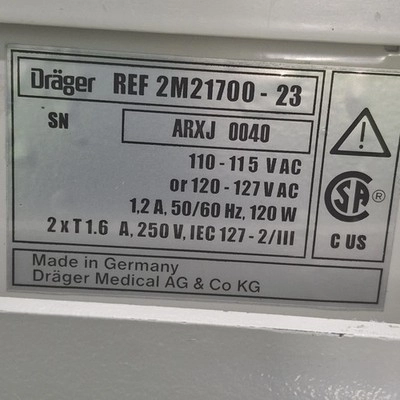 Dräger REF 2M21700 - 23
SN ARXJ 0040
110 - 115 V AC
or 120 - 127 V AC
1,2 A, 50/60 Hz, 120 W
2 x T 1.6 A, 250 V, IEC 127 - 2/III
SA ®
C US
Made in Germany
Dräger Medical AG & Co KG